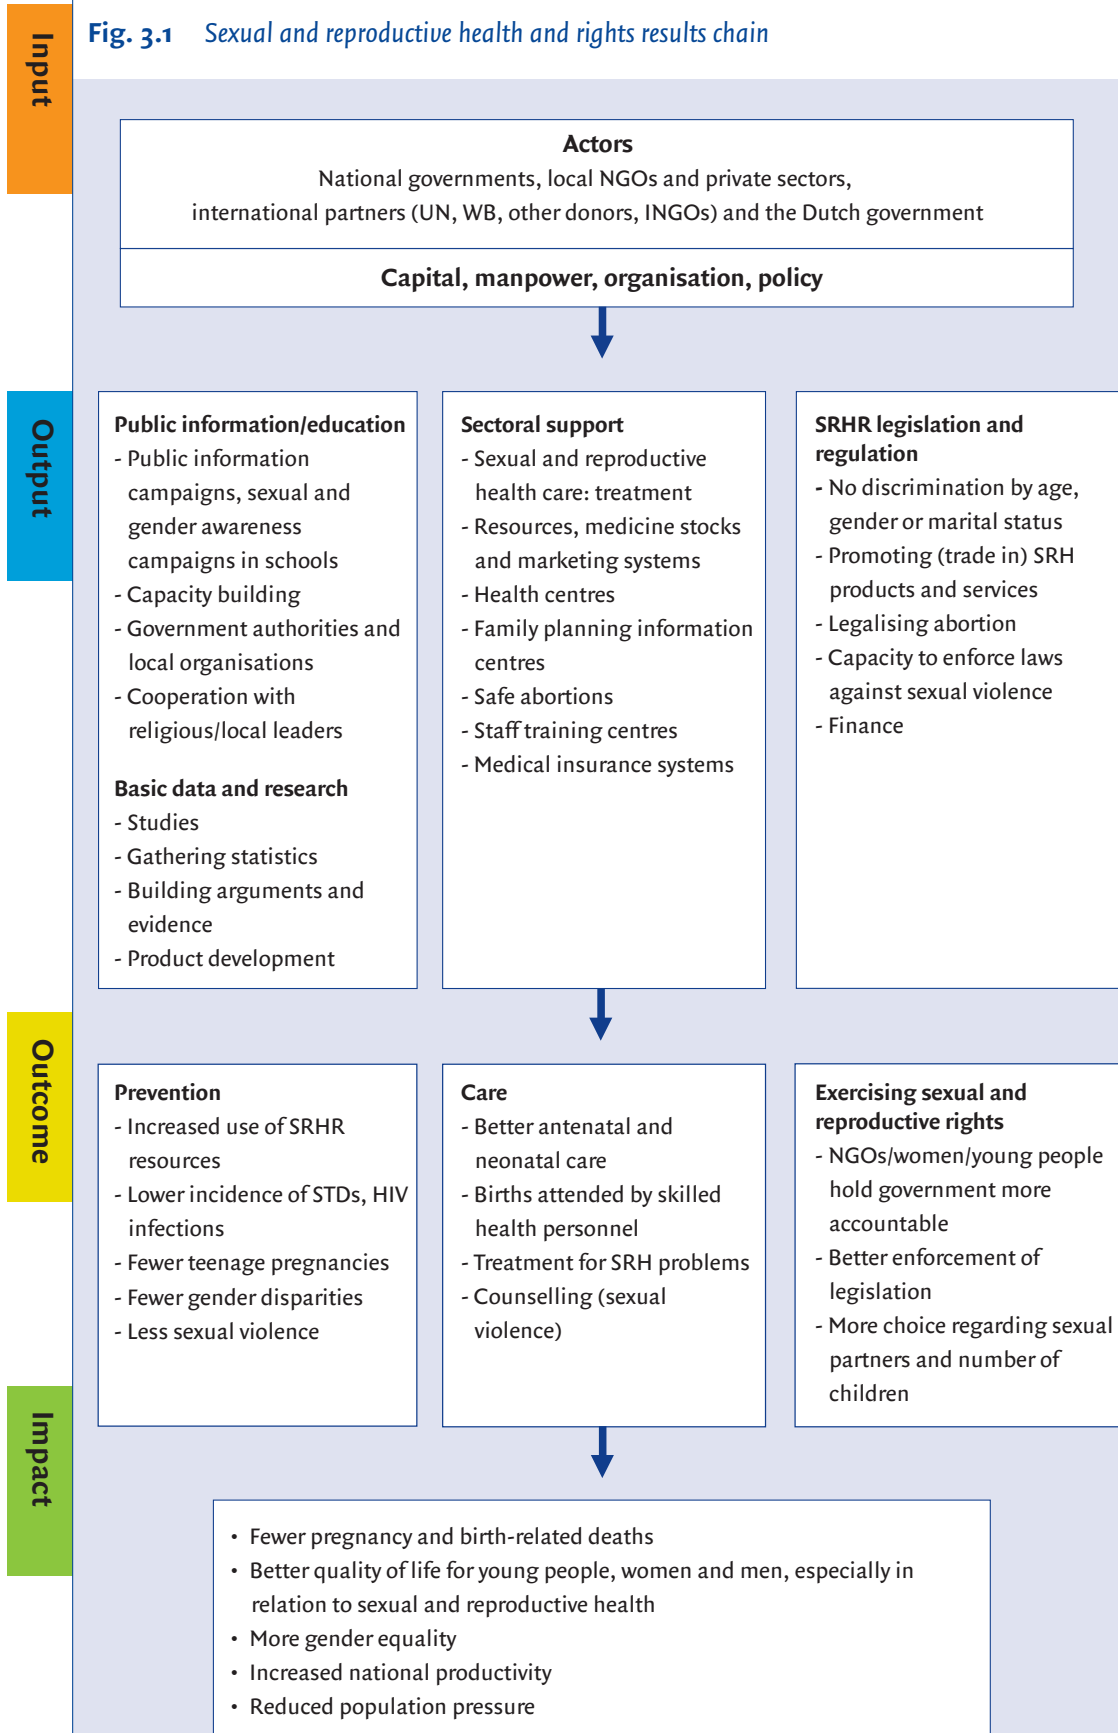 Fig. 3.1 Sexual and reproductive health and rights results chain
Input
Actors
National governments, local NGOs and private sectors,
international partners (UN, WB, other donors, INGOs) and the Dutch government
Capital, manpower, organisation, policy
Output
Public information/education
- Public information
campaigns, sexual and
gender awareness
campaigns in schools
- Capacity building
- Government authorities and
local organisations
- Cooperation with
religious/local leaders
Basic data and research
- Studies
- Gathering statistics
- Building arguments and
evidence
- Product development
Sectoral support
- Sexual and reproductive
health care: treatment
- Resources, medicine stocks
and marketing systems
- Health centres
- Family planning information
centres
- Safe abortions
- Staff training centres
- Medical insurance systems
SRHR legislation and
regulation
- No discrimination by age,
gender or marital status
- Promoting (trade in) SRH
products and services
- Legalising abortion
- Capacity to enforce laws
against sexual violence
- Finance
Outcome
Prevention
- Increased use of SRHR
resources
- Lower incidence of STDs, HIV
infections
- Fewer teenage pregnancies
- Fewer gender disparities
- Less sexual violence
Care
- Better antenatal and
neonatal care
- Births attended by skilled
health personnel
- Treatment for SRH problems
- Counselling (sexual
violence)
Exercising sexual and
reproductive rights
- NGOs/women/young people
hold government more
accountable
- Better enforcement of
legislation
- More choice regarding sexual
partners and number of
children
Impact
• Fewer pregnancy and birth-related deaths
• Better quality of life for young people, women and men, especially in
relation to sexual and reproductive health
• More gender equality
• Increased national productivity
• Reduced population pressure